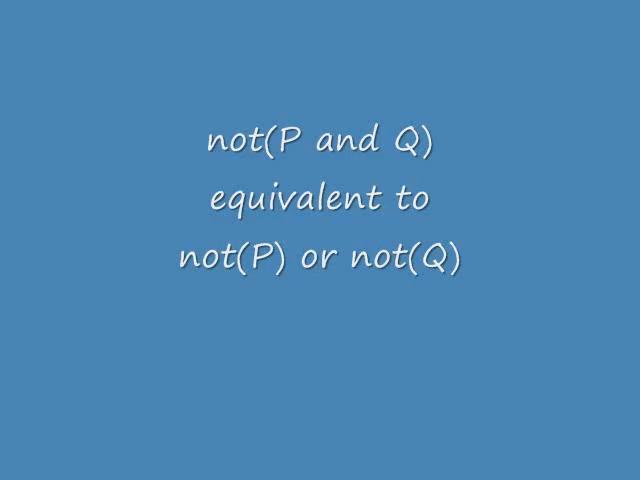 not(P and Q)
equivalent to
not(P) or not(Q)